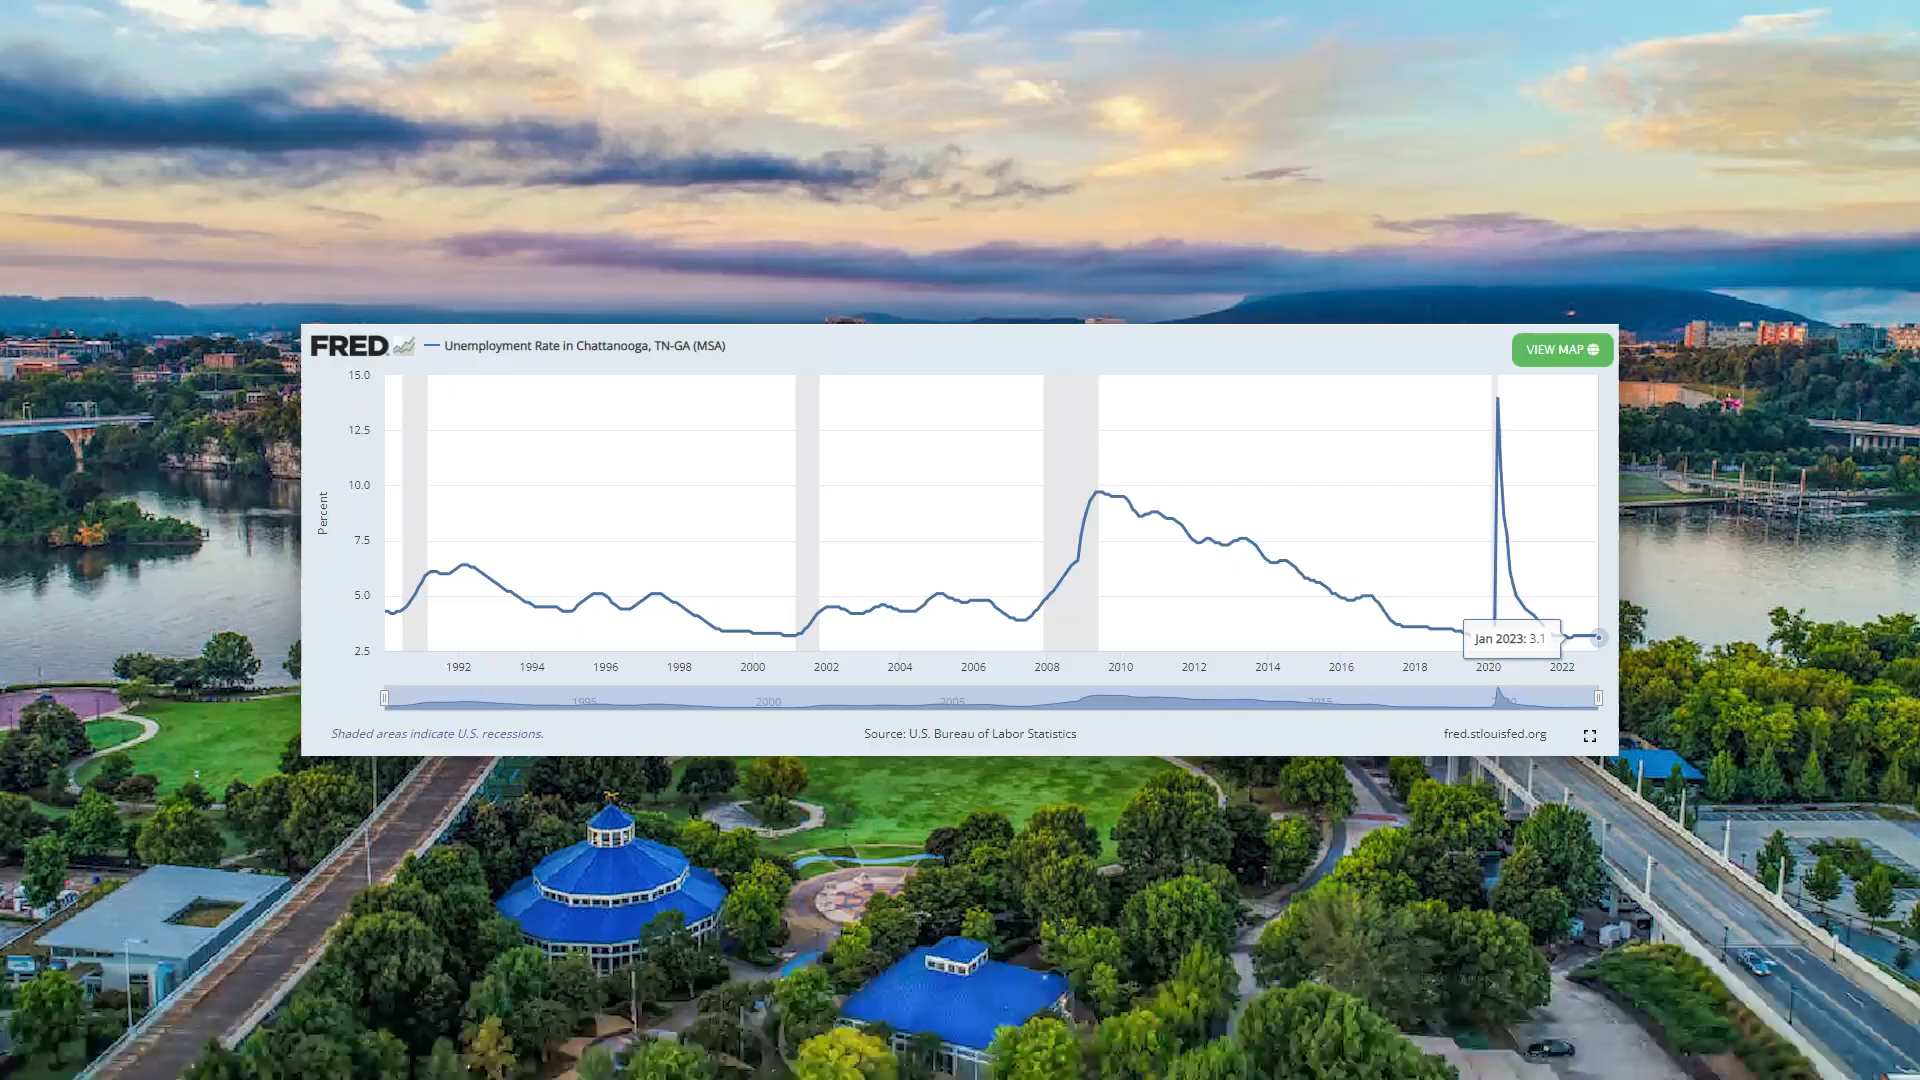 FRED
Unemployment Rate in Chattanooga, TN-GA (MSA)
VIEW MAP
15.0
12.5
10.0
7.5
5.0
2.5
Percent
Jan 2023: 3.1
1992 1994 1996 1998 2000 2002 2004 2006 2008 2010 2012 2014 2016 2018 2020 2022
1995 2000 2005 2015
Shaded areas indicate U.S. recessions. Source: U.S. Bureau of Labor Statistics fred.stlouisfed.org